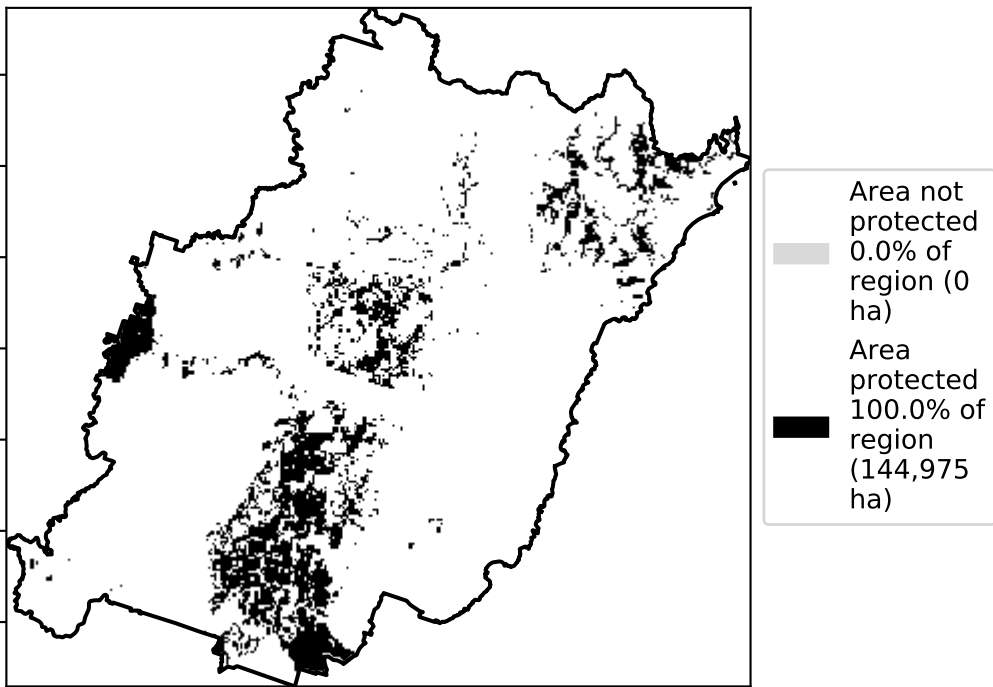 Area not
protected
0.0% of
region (0
ha)
Area
protected
100.0% of
region
(144,975
ha)